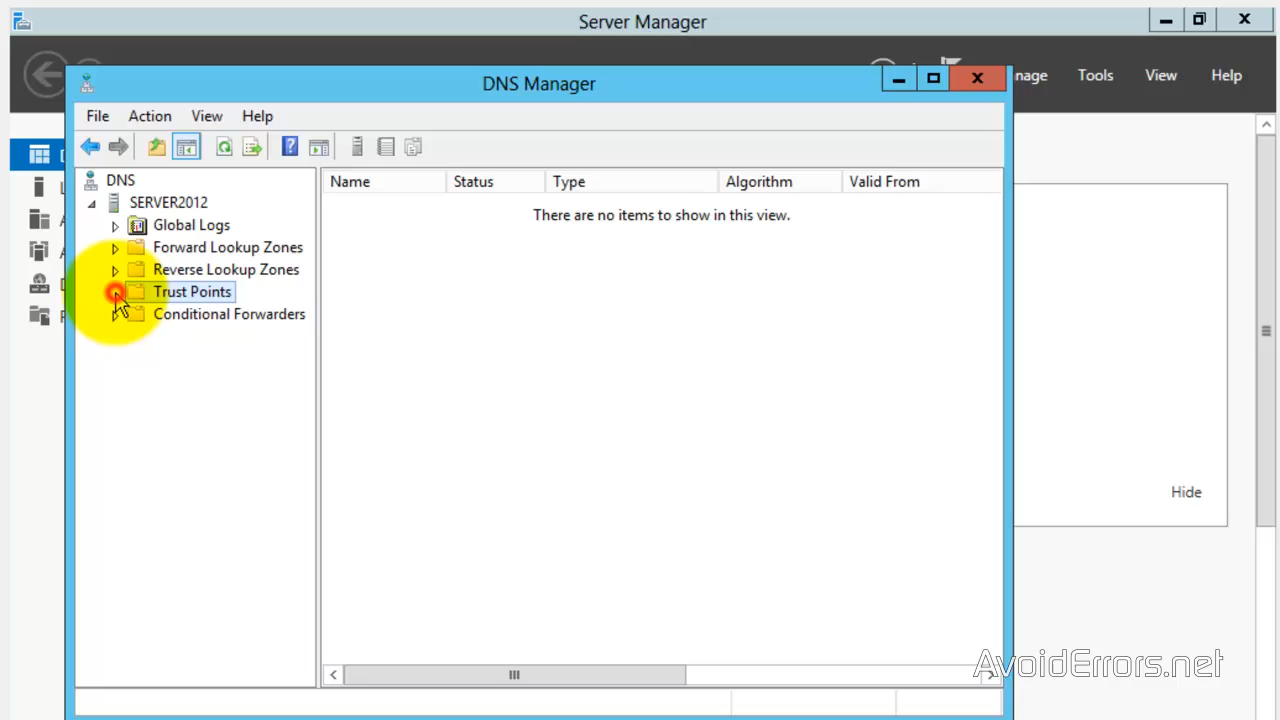 Server Manager
DNS Manager
nage Tools View Help
File Action View Help
DNS
SERVER2012
Global Logs
Forward Lookup Zones
Reverse Lookup Zones
Trust Points
Conditional Forwarders
Name Status Type Algorithm Valid From
There are no items to show in this view.
Hide
AvoidErrors.net